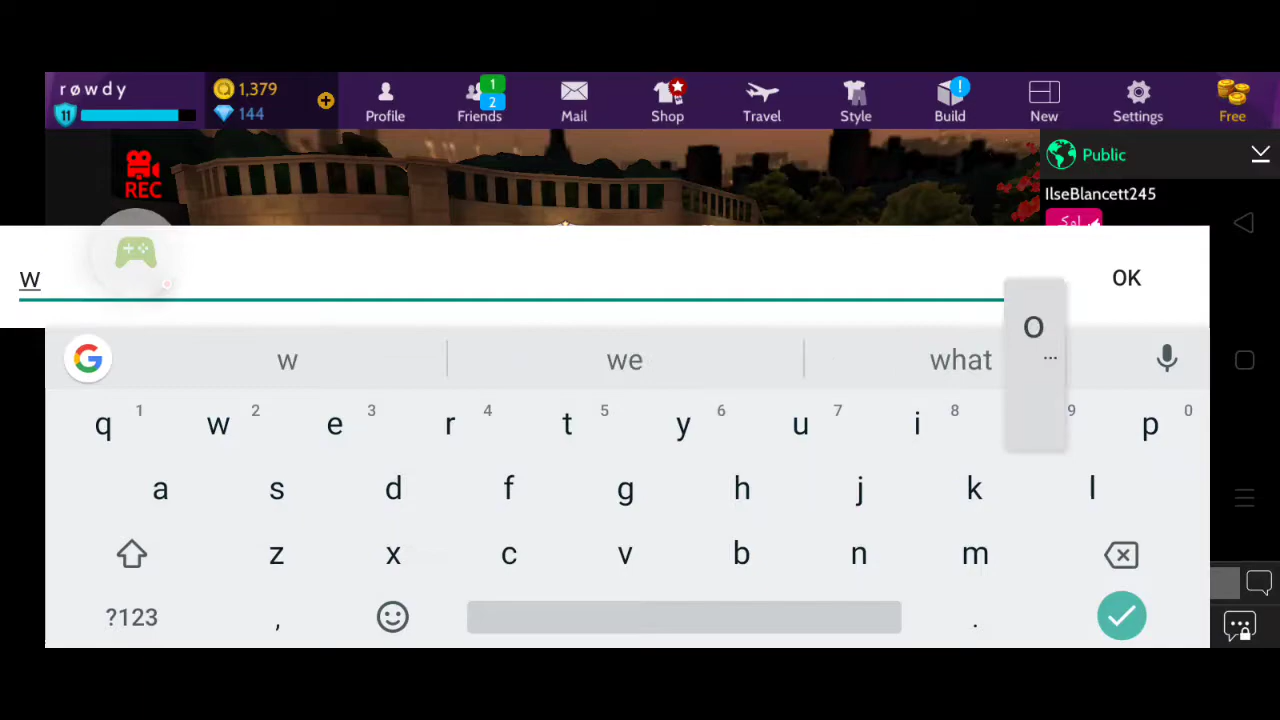 røwdy
11
1,379
144
Profile
1
2
Friends
Mail
Shop
Travel
Style
!
Build
New
Settings
Free
REC
Public
IlseBlancett245
w
OK
o
...
G
w
we
what
q 1 w 2 e 3 r 4 t 5 y 6 u 7 i 8 9 p 0
a s d f g h j k l
z x c v b n m
?123 , .